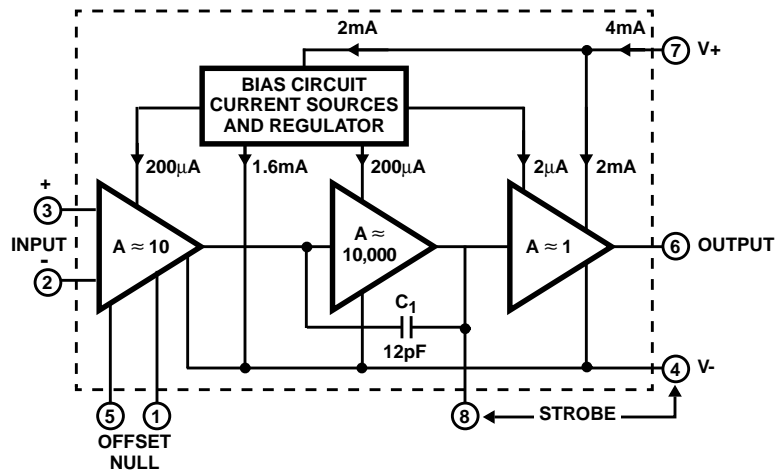 2mA
4mA
7
V+
BIAS CIRCUIT
CURRENT SOURCES
AND REGULATOR
200μA
1.6mA
200μA
2μA
2mA
+
3
INPUT
-
2
A ≈ 10
A ≈
10,000
A ≈ 1
6
OUTPUT
C1
12pF
4
V-
5
1
8
STROBE
OFFSET
NULL